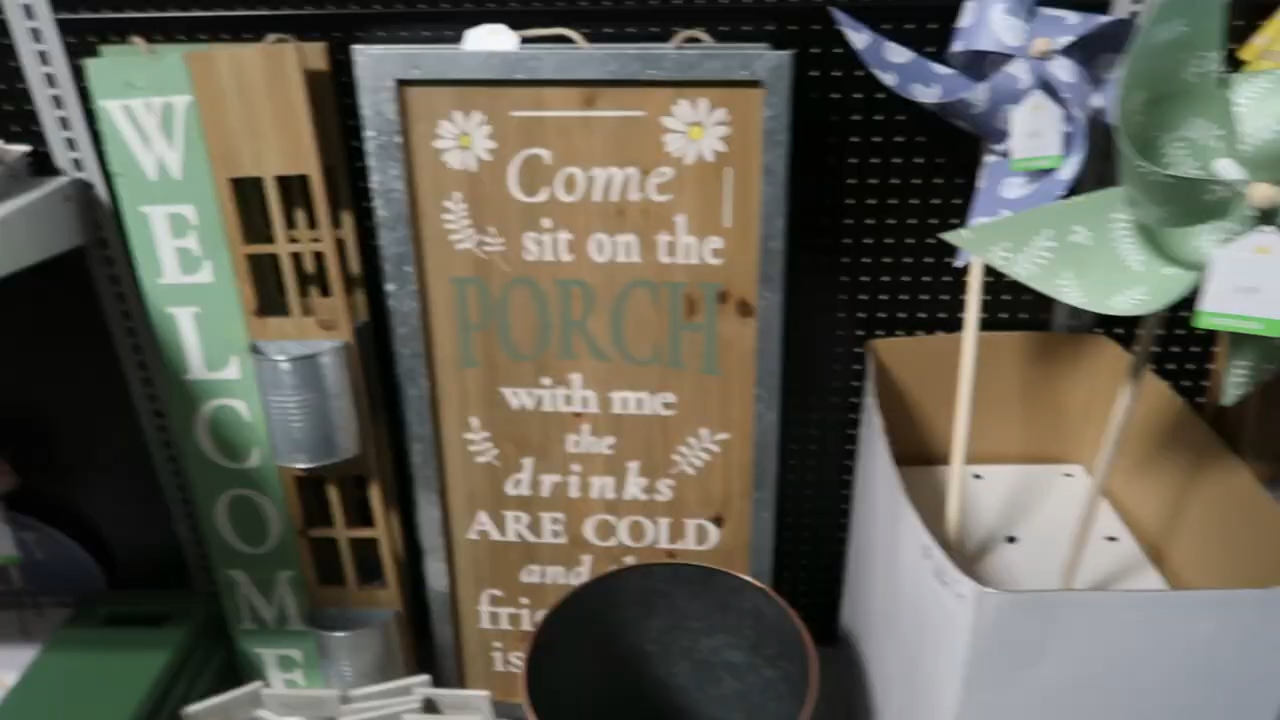 WELCOME
Come
sit on the
PORCH
with me
the
drinks
ARE COLD
and
is